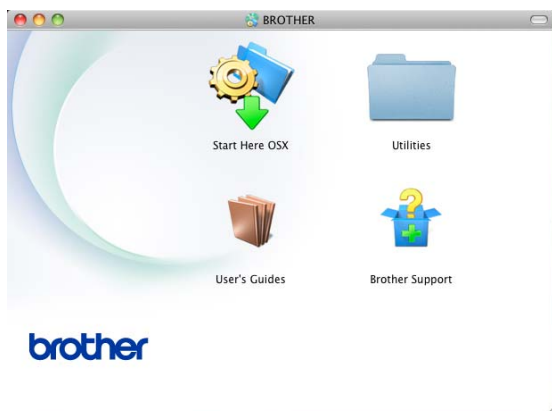 BROTHER
Start Here OSX
Utilities
User's Guides
Brother Support
brother